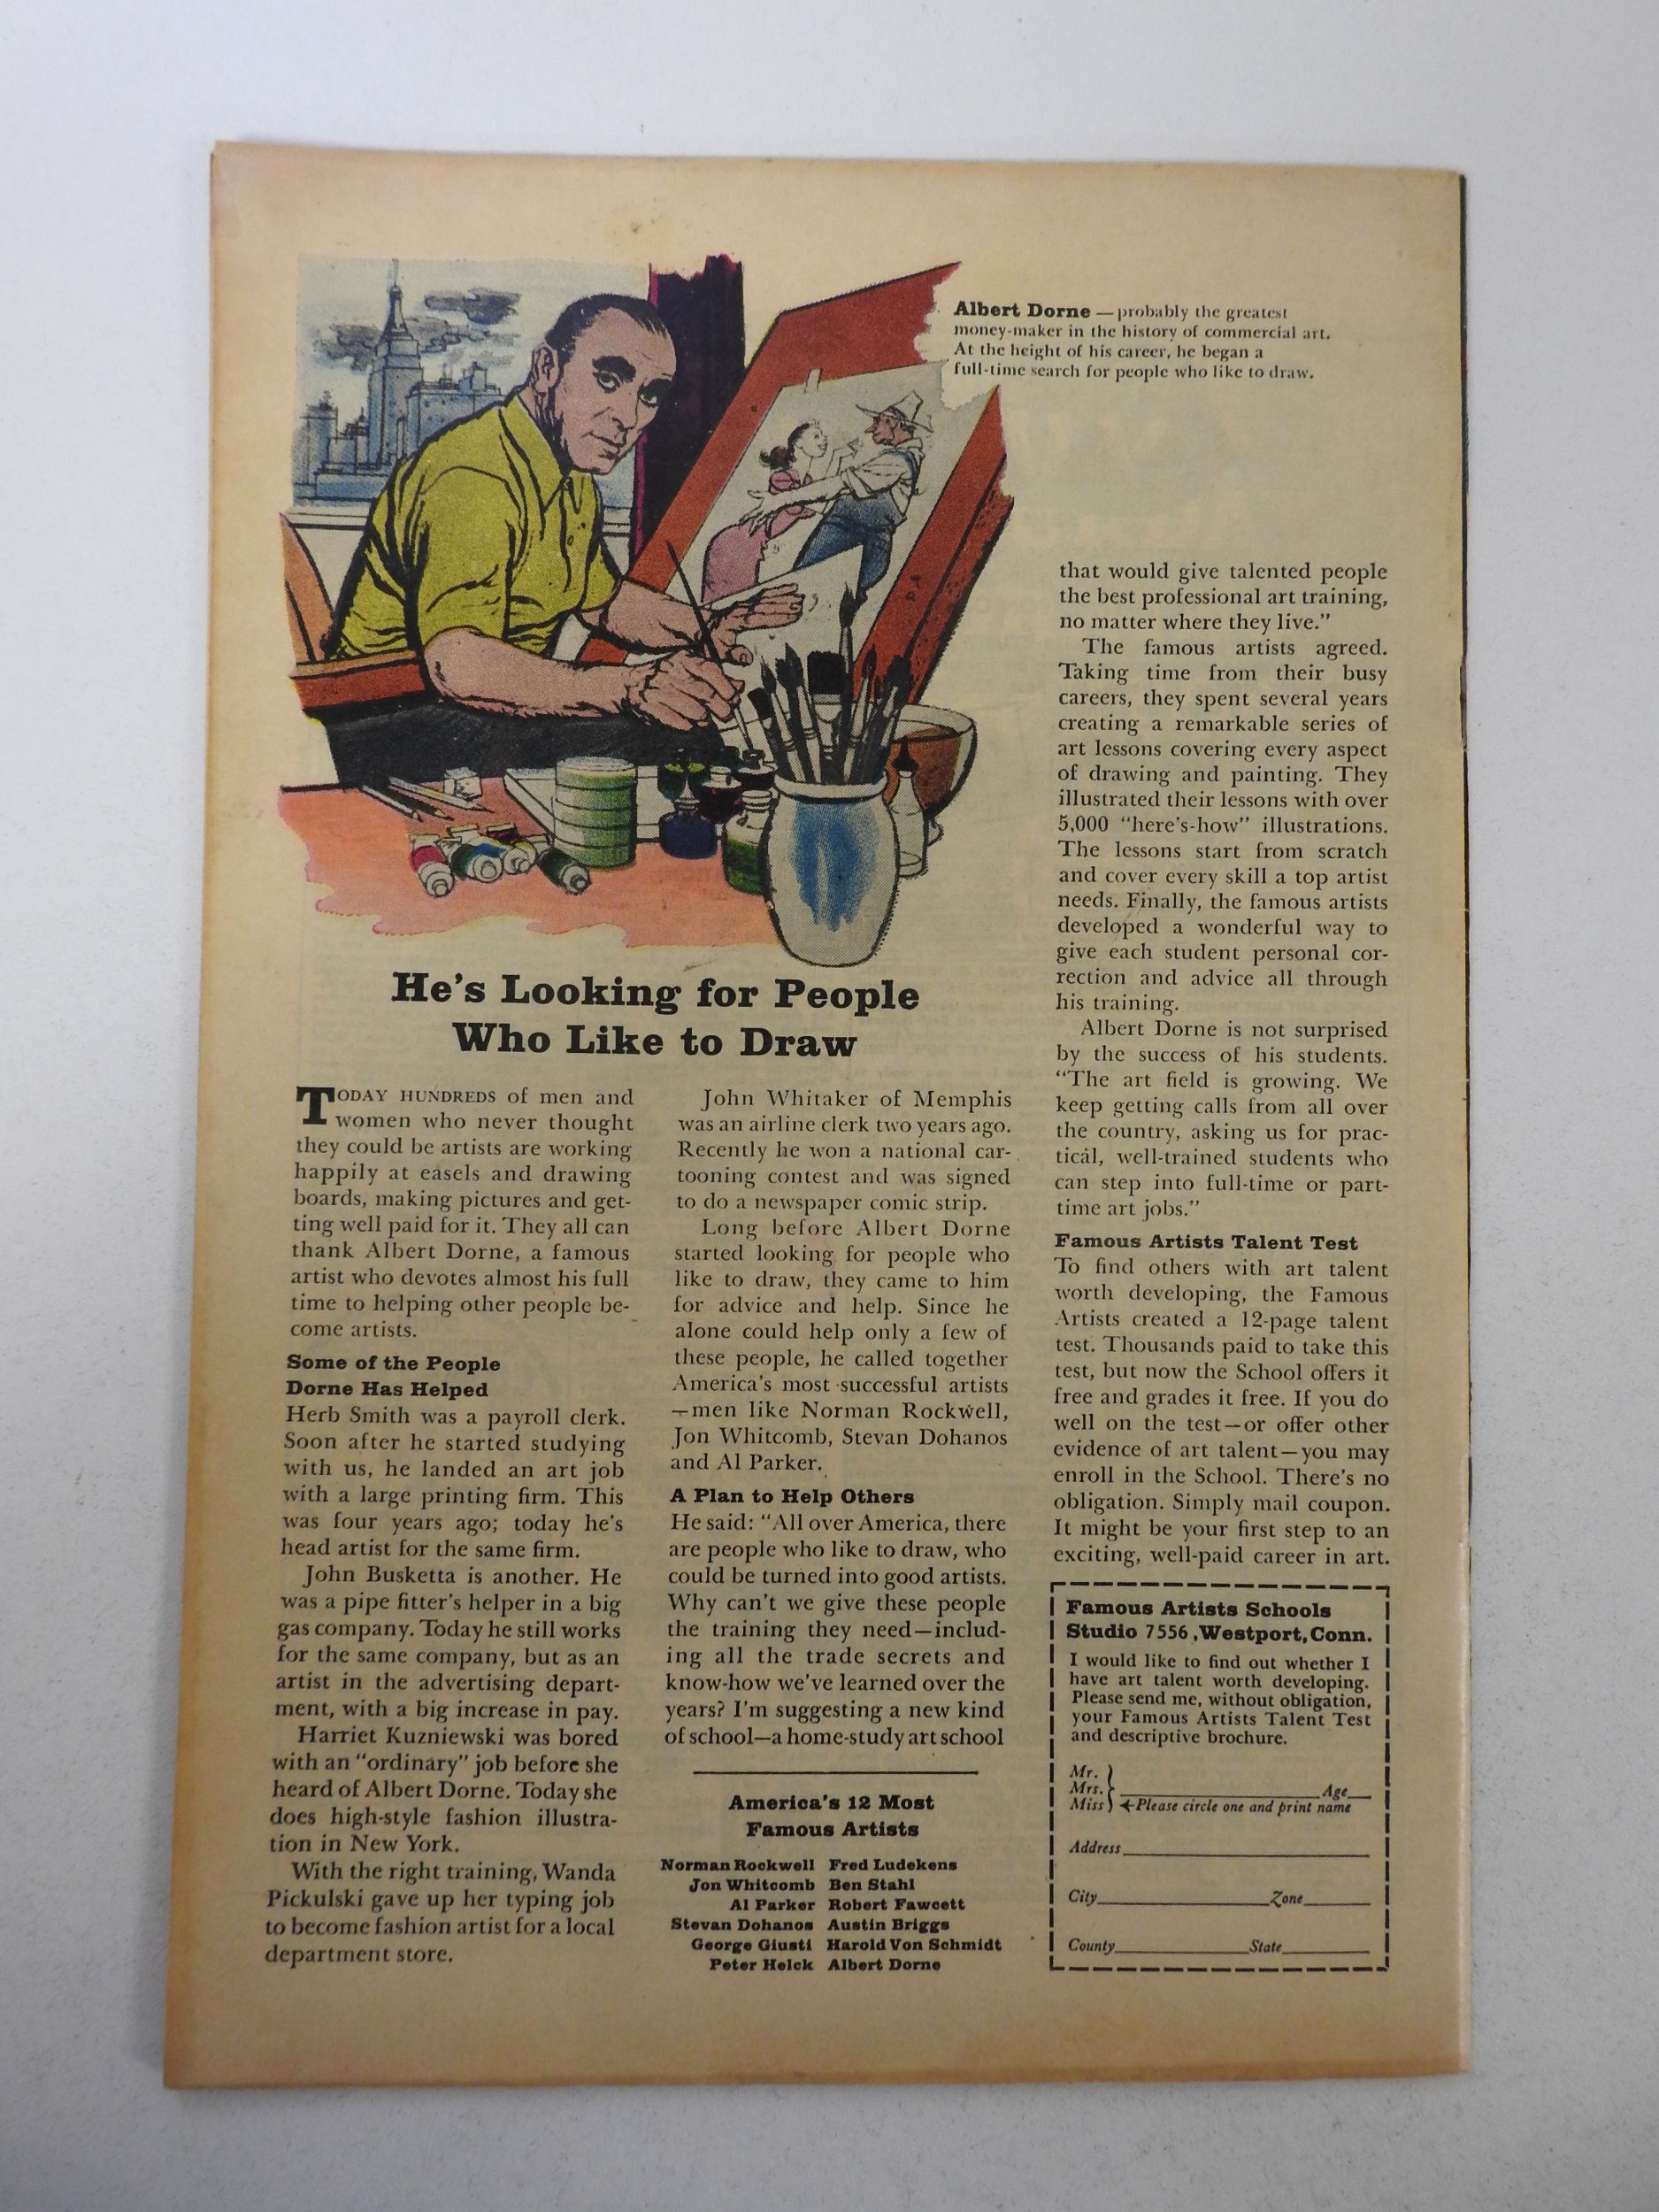 Albert Dorne — probably the greatest
money-maker in the history of commercial art.
At the height of his career, he began a
full-time search for people who like to draw.
He's Looking for People
Who Like to Draw
TODAY HUNDREDS of men and
women who never thought
they could be artists are working
happily at easels and drawing
boards, making pictures and get-
ting well paid for it. They all can
thank Albert Dorne, a famous
artist who devotes almost his full
time to helping other people be-
come artists.
Some of the People
Dorne Has Helped
Herb Smith was a payroll clerk.
Soon after he started studying
with us, he landed an art job
with a large printing firm. This
was four years ago; today he's
head artist for the same firm.
John Busketta is another. He
was a pipe fitter's helper in a big
gas company. Today he still works
for the same company, but as an
artist in the advertising depart-
ment, with a big increase in pay.
Harriet Kuzniewski was bored
with an "ordinary" job before she
heard of Albert Dorne. Today she
does high-style fashion illustra-
tion in New York.
With the right training, Wanda
Pickulski gave up her typing job
to become fashion artist for a local
department store.
John Whitaker of Memphis
was an airline clerk two years ago.
Recently he won a national car-
tooning contest and was signed
to do a newspaper comic strip.
Long before Albert Dorne
started looking for people who
like to draw, they came to him
for advice and help. Since he
alone could help only a few of
these people, he called together
America's most successful artists
—men like Norman Rockwell,
Jon Whitcomb, Stevan Dohanos
and Al Parker.
A Plan to Help Others
He said: "All over America, there
are people who like to draw, who
could be turned into good artists.
Why can't we give these people
the training they need—includ-
ing all the trade secrets and
know-how we've learned over the
years? I'm suggesting a new kind
of school—a home-study art school
America's 12 Most
Famous Artists
Norman Rockwell Fred Ludekens
Jon Whitcomb Ben Stahl
Al Parker Robert Fawcett
Stevan Dohanos Austin Briggs
George Giusti Harold Von Schmidt
Peter Helck Albert Dorne
that would give talented people
the best professional art training,
no matter where they live."
The famous artists agreed.
Taking time from their busy
careers, they spent several years
creating a remarkable series of
art lessons covering every aspect
of drawing and painting. They
illustrated their lessons with over
5,000 "here's-how" illustrations.
The lessons start from scratch
and cover every skill a top artist
needs. Finally, the famous artists
developed a wonderful way to
give each student personal cor-
rection and advice all through
his training.
Albert Dorne is not surprised
by the success of his students.
"The art field is growing. We
keep getting calls from all over
the country, asking us for prac-
tical, well-trained students who
can step into full-time or part-
time art jobs."
Famous Artists Talent Test
To find others with art talent
worth developing, the Famous
Artists created a 12-page talent
test. Thousands paid to take this
test, but now the School offers it
free and grades it free. If you do
well on the test—or offer other
evidence of art talent—you may
enroll in the School. There's no
obligation. Simply mail coupon.
It might be your first step to an
exciting, well-paid career in art.
Famous Artists Schools
Studio 7556, Westport, Conn.
I would like to find out whether I
have art talent worth developing.
Please send me, without obligation,
your Famous Artists Talent Test
and descriptive brochure.
Mr.
Mrs. Age
Miss ←Please circle one and print name
Address
City Zone
County State